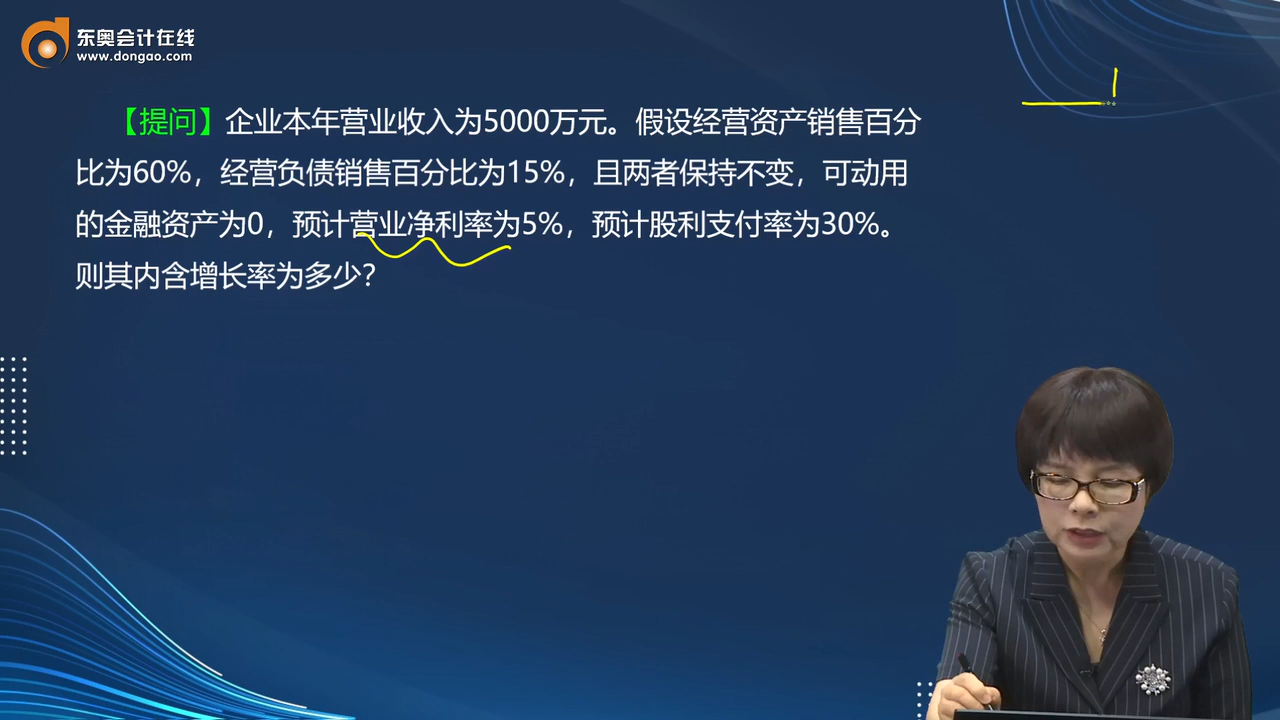 东奥会计在线
www.dongao.com
【提问】企业本年营业收入为5000万元。假设经营资产销售百分
比为60%，经营负债销售百分比为15%，且两者保持不变，可动用
的金融资产为0，预计营业净利率为5%，预计股利支付率为30%。
则其内含增长率为多少？